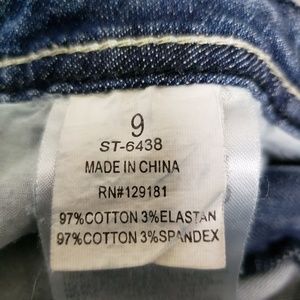 9
ST-6438
MADE IN CHINA
RN#129181
97%COTTON 3%ELASTAN
97%COTTON 3%SPANDEX